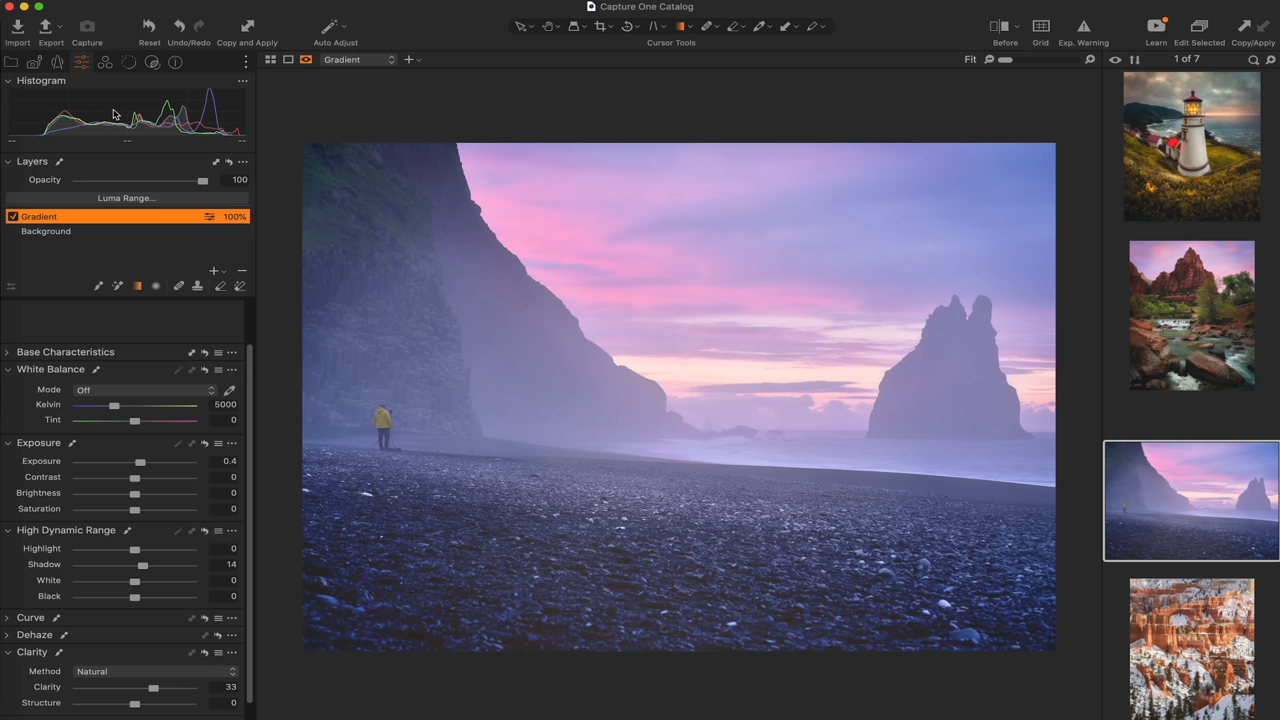 Capture One Catalog
Import Export Capture Reset Undo/Redo Copy and Apply Auto Adjust Cursor Tools Before Grid Exp. Warning Learn Edit Selected Copy/Apply
Gradient
Fit
1 of 7
Histogram
-- -- --
Layers
Opacity 100
Luma Range...
Gradient 100%
Background
Base Characteristics
White Balance
Mode Off
Kelvin 5000
Tint 0
Exposure
Exposure 0.4
Contrast 0
Brightness 0
Saturation 0
High Dynamic Range
Highlight 0
Shadow 14
White 0
Black 0
Curve
Dehaze
Clarity
Method Natural
Clarity 33
Structure 0